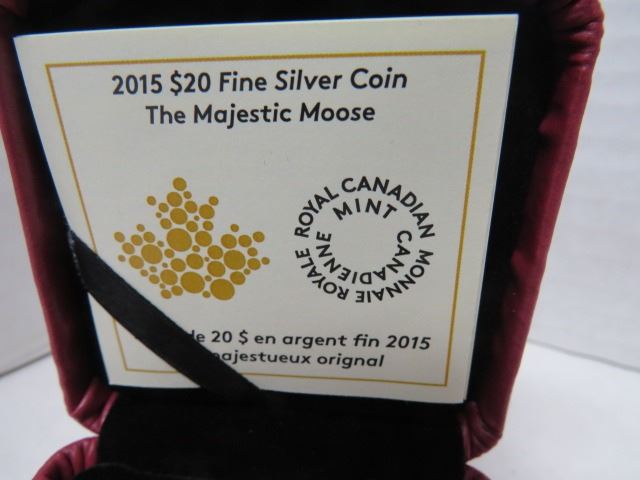 2015 $20 Fine Silver Coin
The Majestic Moose
ROYAL CANADIAN MINT
MONNAIE ROYALE CANADIENNE
de 20 $ en argent fin 2015
majestueux orignal